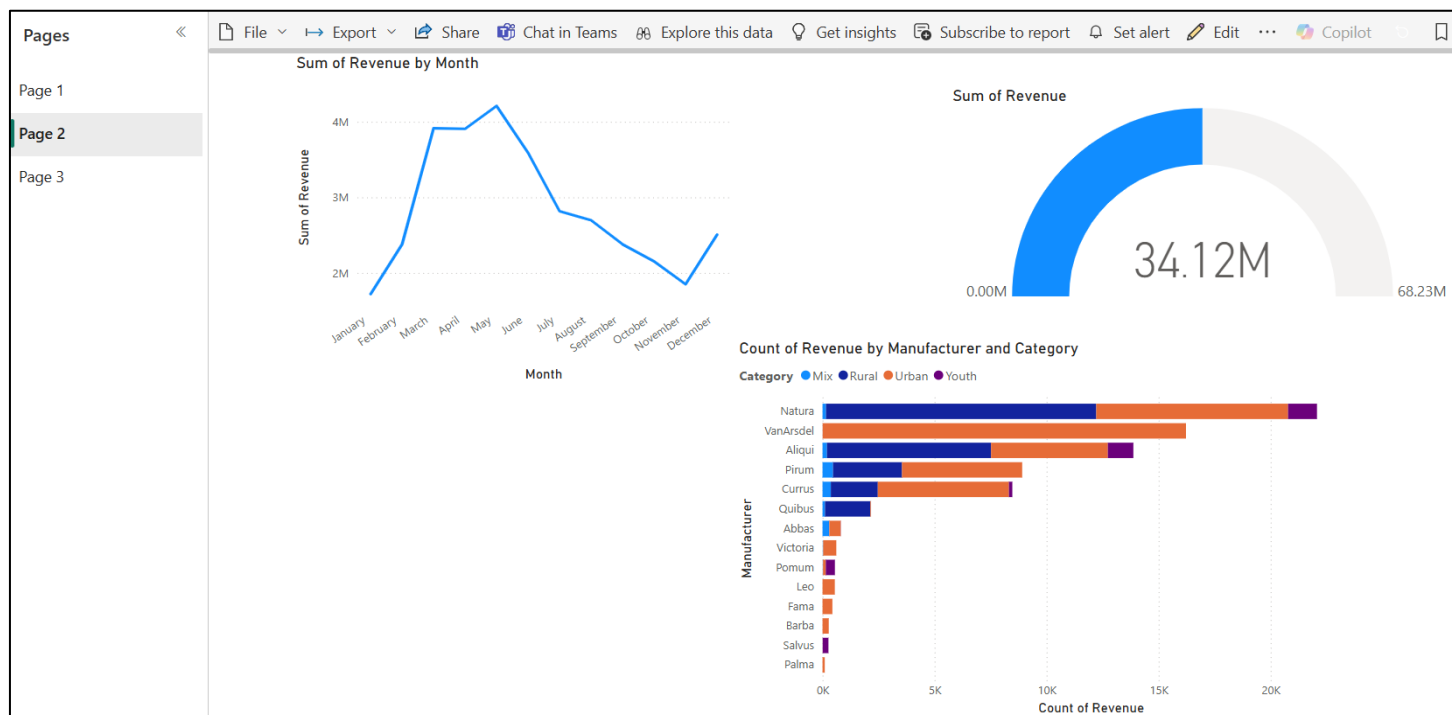 Pages
Page 1
Page 2
Page 3
File Export Share Chat in Teams Explore this data Get insights Subscribe to report Set alert Edit ... Copilot
Sum of Revenue by Month
Sum of Revenue
4M
3M
2M
January February March April May June July August September October November December
Month
Sum of Revenue
34.12M
0.00M 68.23M
Count of Revenue by Manufacturer and Category
Category Mix Rural Urban Youth
Manufacturer
Natura
VanArsdel
Aliqui
Pirum
Currus
Quibus
Abbas
Victoria
Pomum
Leo
Fama
Barba
Salvus
Palma
0K 5K 10K 15K 20K
Count of Revenue